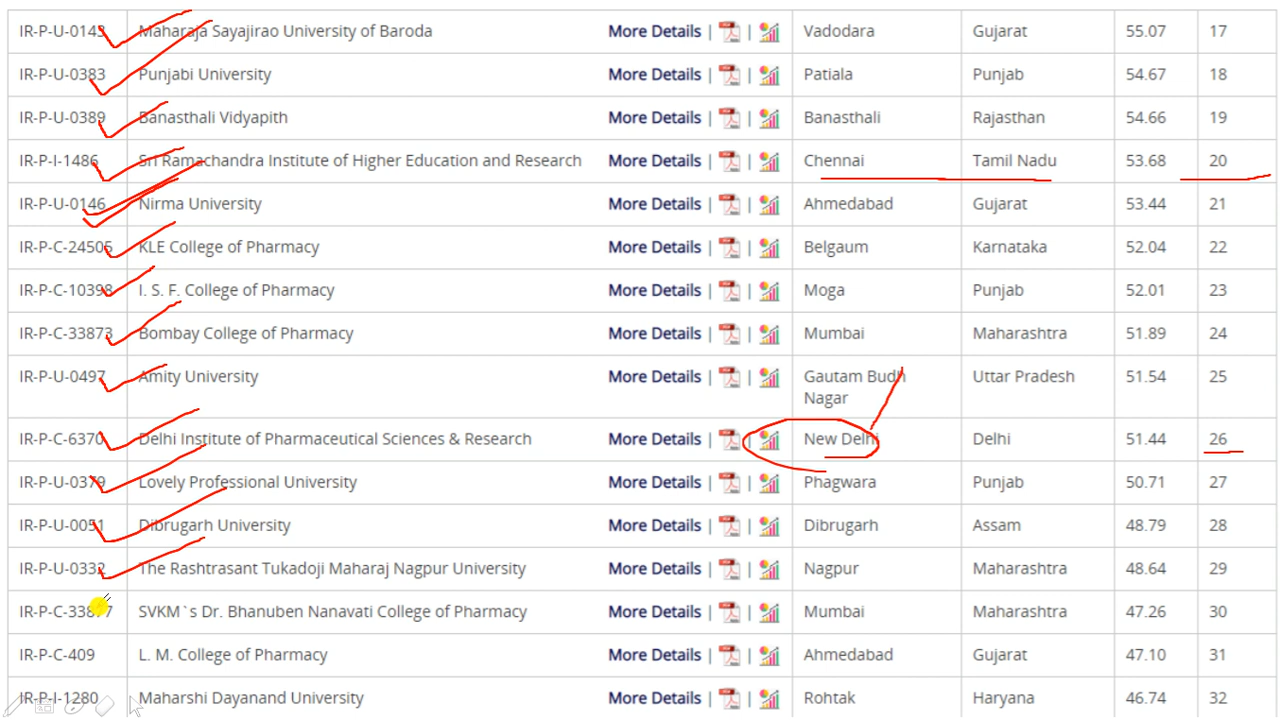 IR-P-U-0143 Maharaja Sayajirao University of Baroda More Details | | Vadodara Gujarat 55.07 17
IR-P-U-0383 Punjabi University More Details | | Patiala Punjab 54.67 18
IR-P-U-0389 Banasthali Vidyapith More Details | | Banasthali Rajasthan 54.66 19
IR-P-I-1486 Sri Ramachandra Institute of Higher Education and Research More Details | | Chennai Tamil Nadu 53.68 20
IR-P-U-0146 Nirma University More Details | | Ahmedabad Gujarat 53.44 21
IR-P-C-24505 KLE College of Pharmacy More Details | | Belgaum Karnataka 52.04 22
IR-P-C-10398 I. S. F. College of Pharmacy More Details | | Moga Punjab 52.01 23
IR-P-C-33873 Bombay College of Pharmacy More Details | | Mumbai Maharashtra 51.89 24
IR-P-U-0497 Amity University More Details | | Gautam Budh Uttar Pradesh 51.54 25
Nagar
IR-P-C-6370 Delhi Institute of Pharmaceutical Sciences & Research More Details | | New Delhi Delhi 51.44 26
IR-P-U-0379 Lovely Professional University More Details | | Phagwara Punjab 50.71 27
IR-P-U-0051 Dibrugarh University More Details | | Dibrugarh Assam 48.79 28
IR-P-U-0332 The Rashtrasant Tukadoji Maharaj Nagpur University More Details | | Nagpur Maharashtra 48.64 29
IR-P-C-33877 SVKM`s Dr. Bhanuben Nanavati College of Pharmacy More Details | | Mumbai Maharashtra 47.26 30
IR-P-C-409 L. M. College of Pharmacy More Details | | Ahmedabad Gujarat 47.10 31
IR-P-I-1280 Maharshi Dayanand University More Details | | Rohtak Haryana 46.74 32